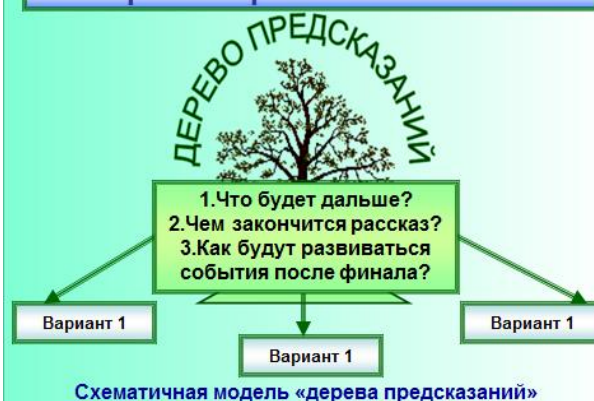 ДЕРЕВО ПРЕДСКАЗАНИЙ
1.Что будет дальше?
2.Чем закончится рассказ?
3.Как будут развиваться
события после финала?
Вариант 1
Вариант 1
Вариант 1
Схематичная модель «дерева предсказаний»